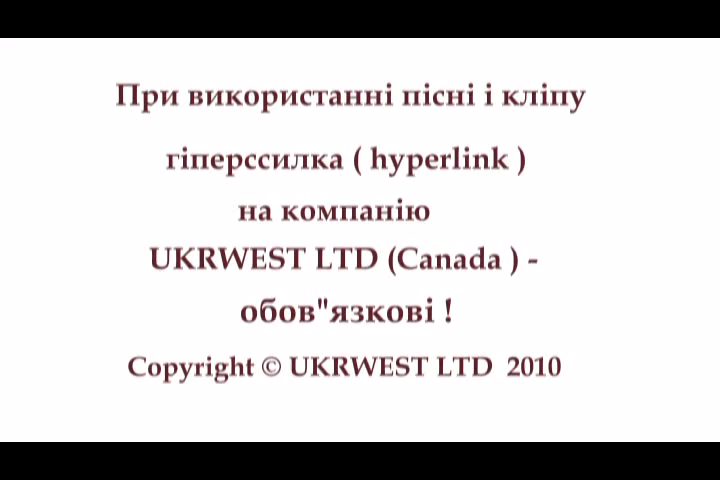 При використанні пісні і кліпу
гіперссилка ( hyperlink )
на компанію
UKRWEST LTD (Canada ) -
обов"язкові !
Copyright © UKRWEST LTD 2010